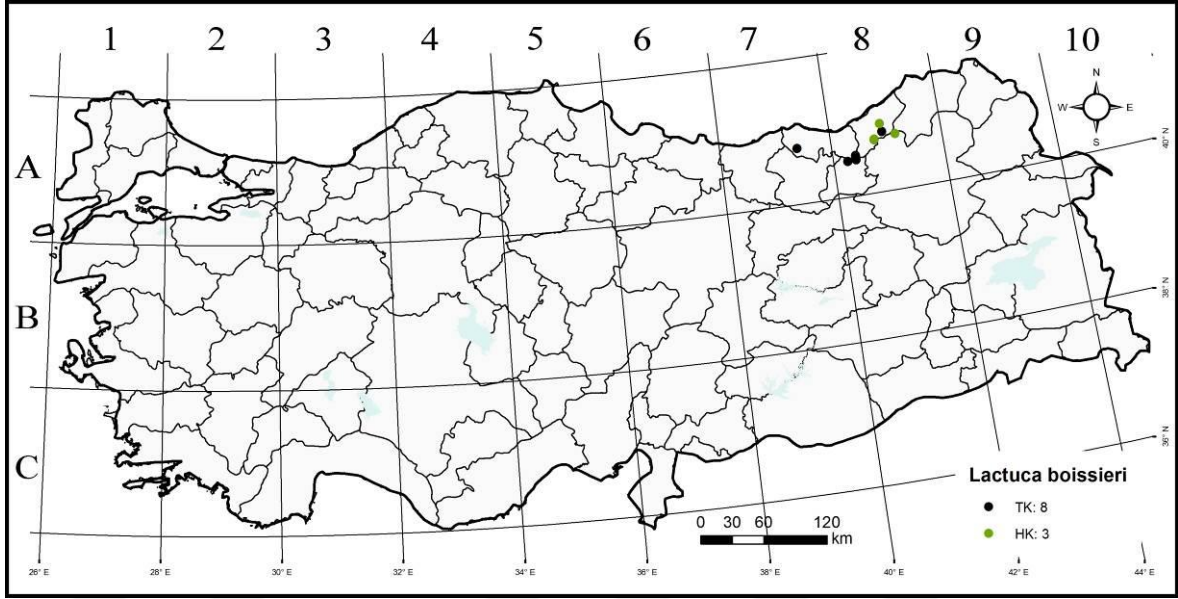 1 2 3 4 5 6 7 8 9 10
N
W E
S
A
B
C
40° N
38° N
36° N
Lactuca boissieri
TK: 8
HK: 3
0 30 60 120
km
26° E 28° E 30° E 32° E 34° E 36° E 38° E 40° E 42° E 44° E